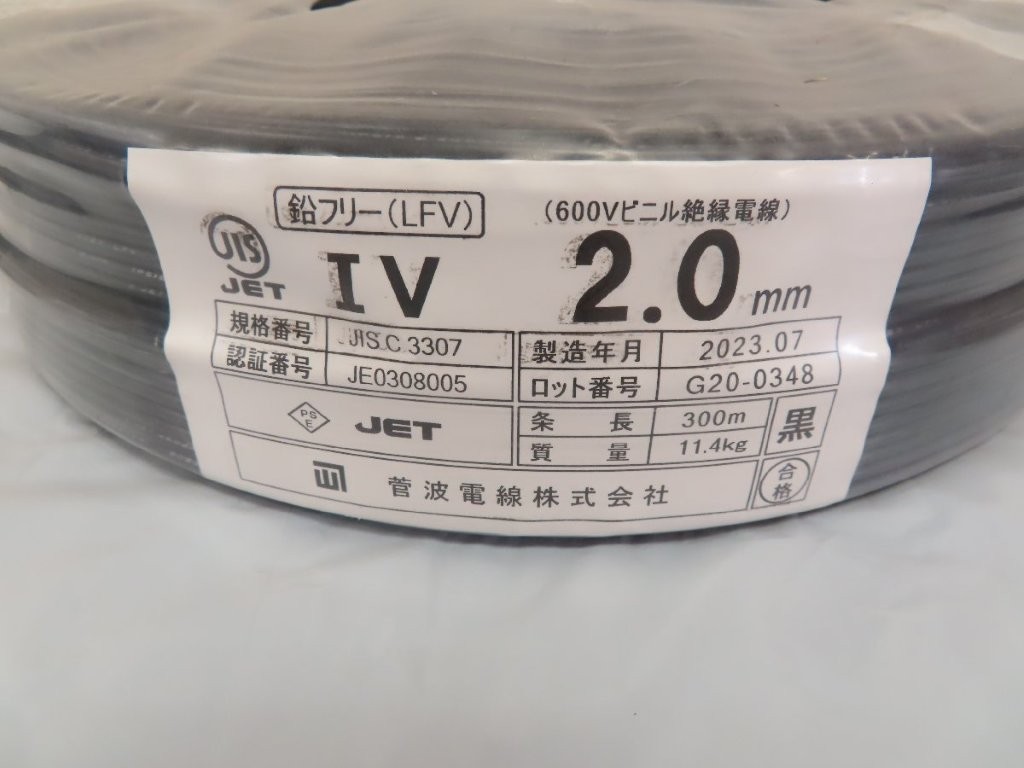 鉛フリー(LFV)
(600Vビニル絶縁電線)
JIS
JET
IV 2.0mm
規格番号 JIS.C.3307
製造年月 2023.07
認証番号 JE0308005
ロット番号 G20-0348
PSE
JET
条長 300m
黒
質量 11.4kg
菅波電線株式会社
合格